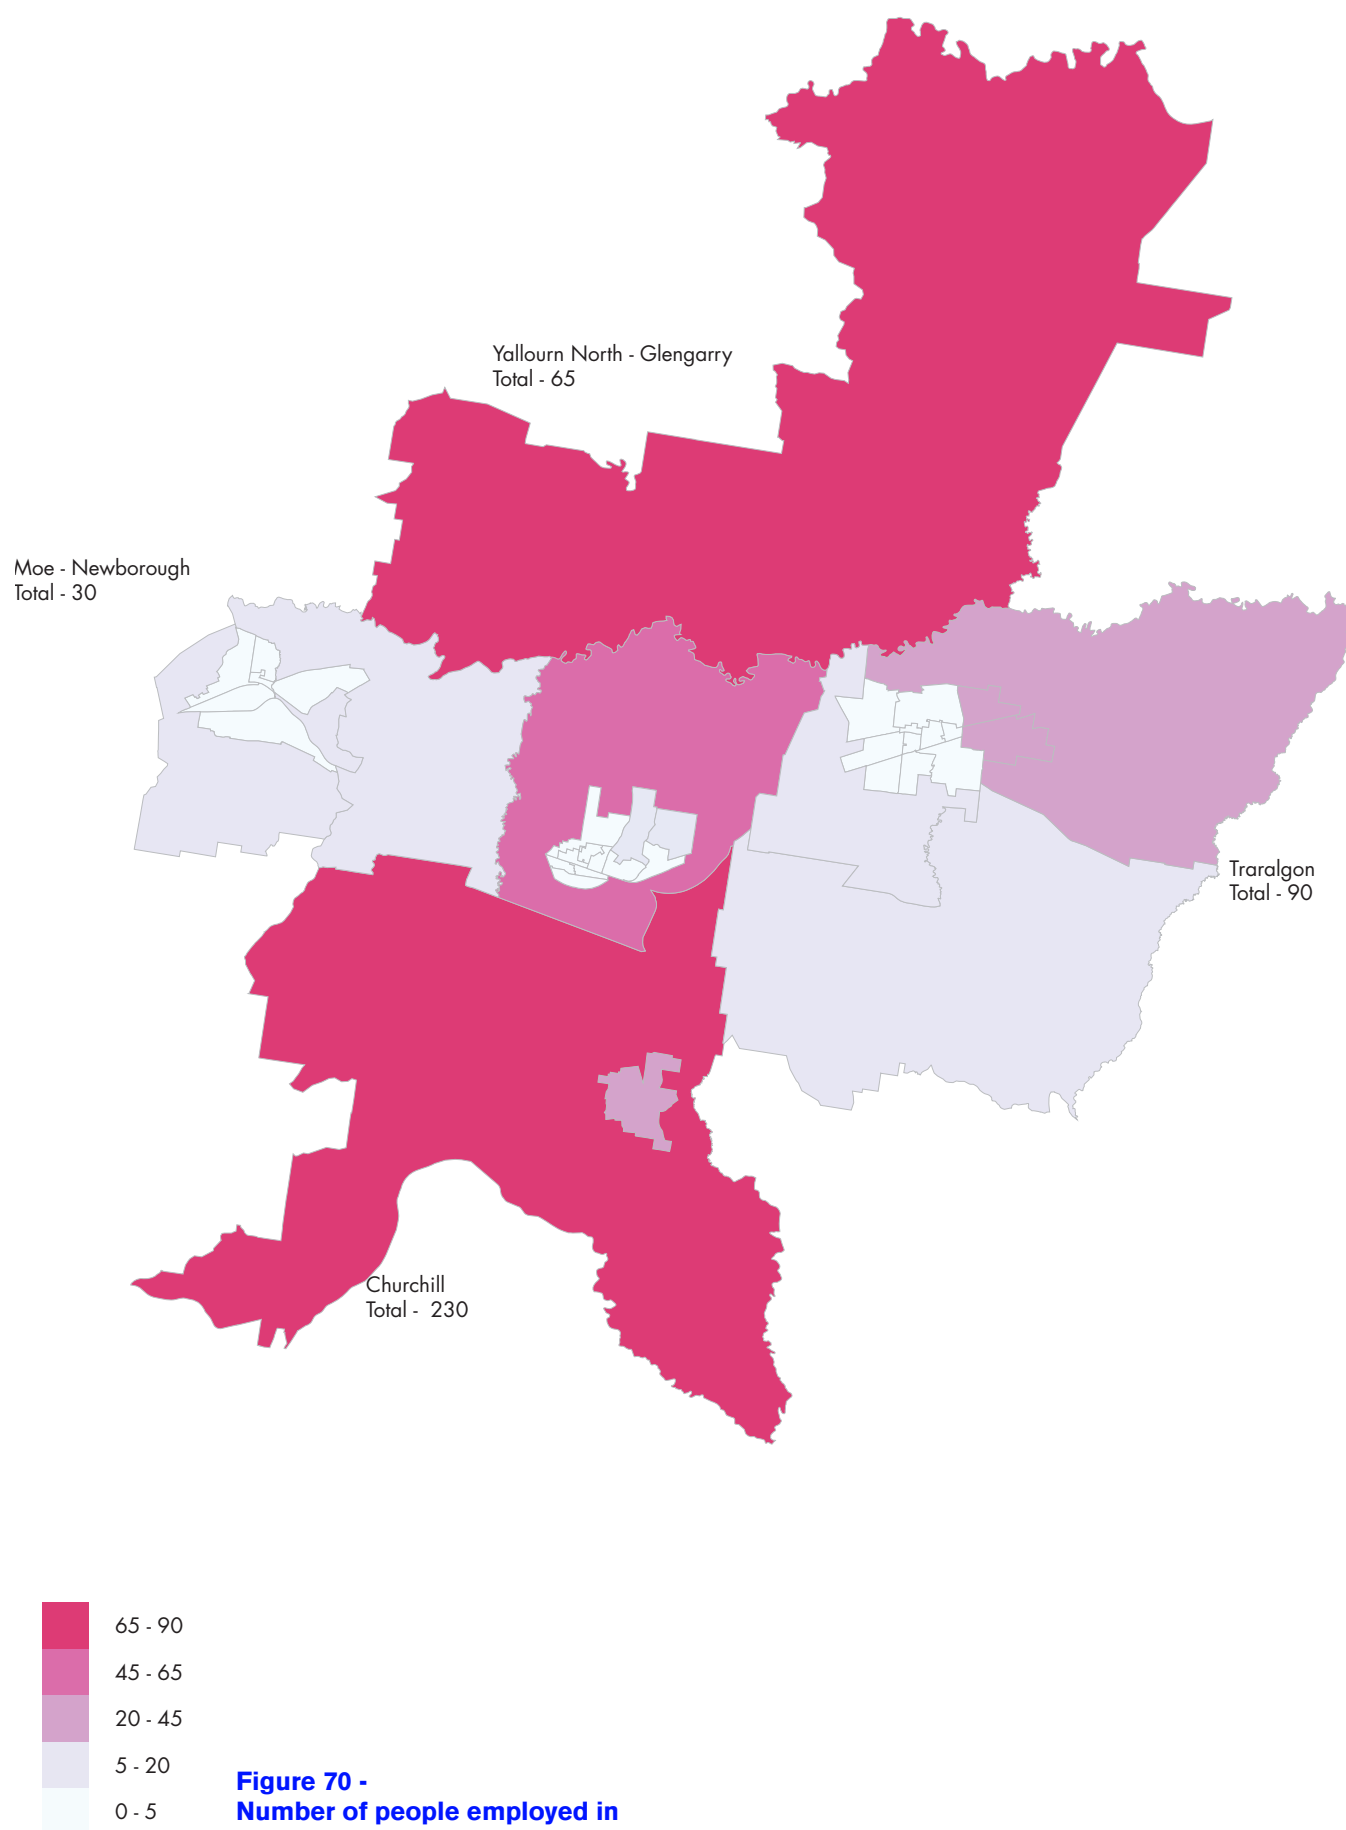 Yallourn North - Glengarry
Total - 65
Moe - Newborough
Total - 30
Traralgon
Total - 90
Churchill
Total - 230
65 - 90
45 - 65
20 - 45
5 - 20
0 - 5
Figure 70 -
Number of people employed in